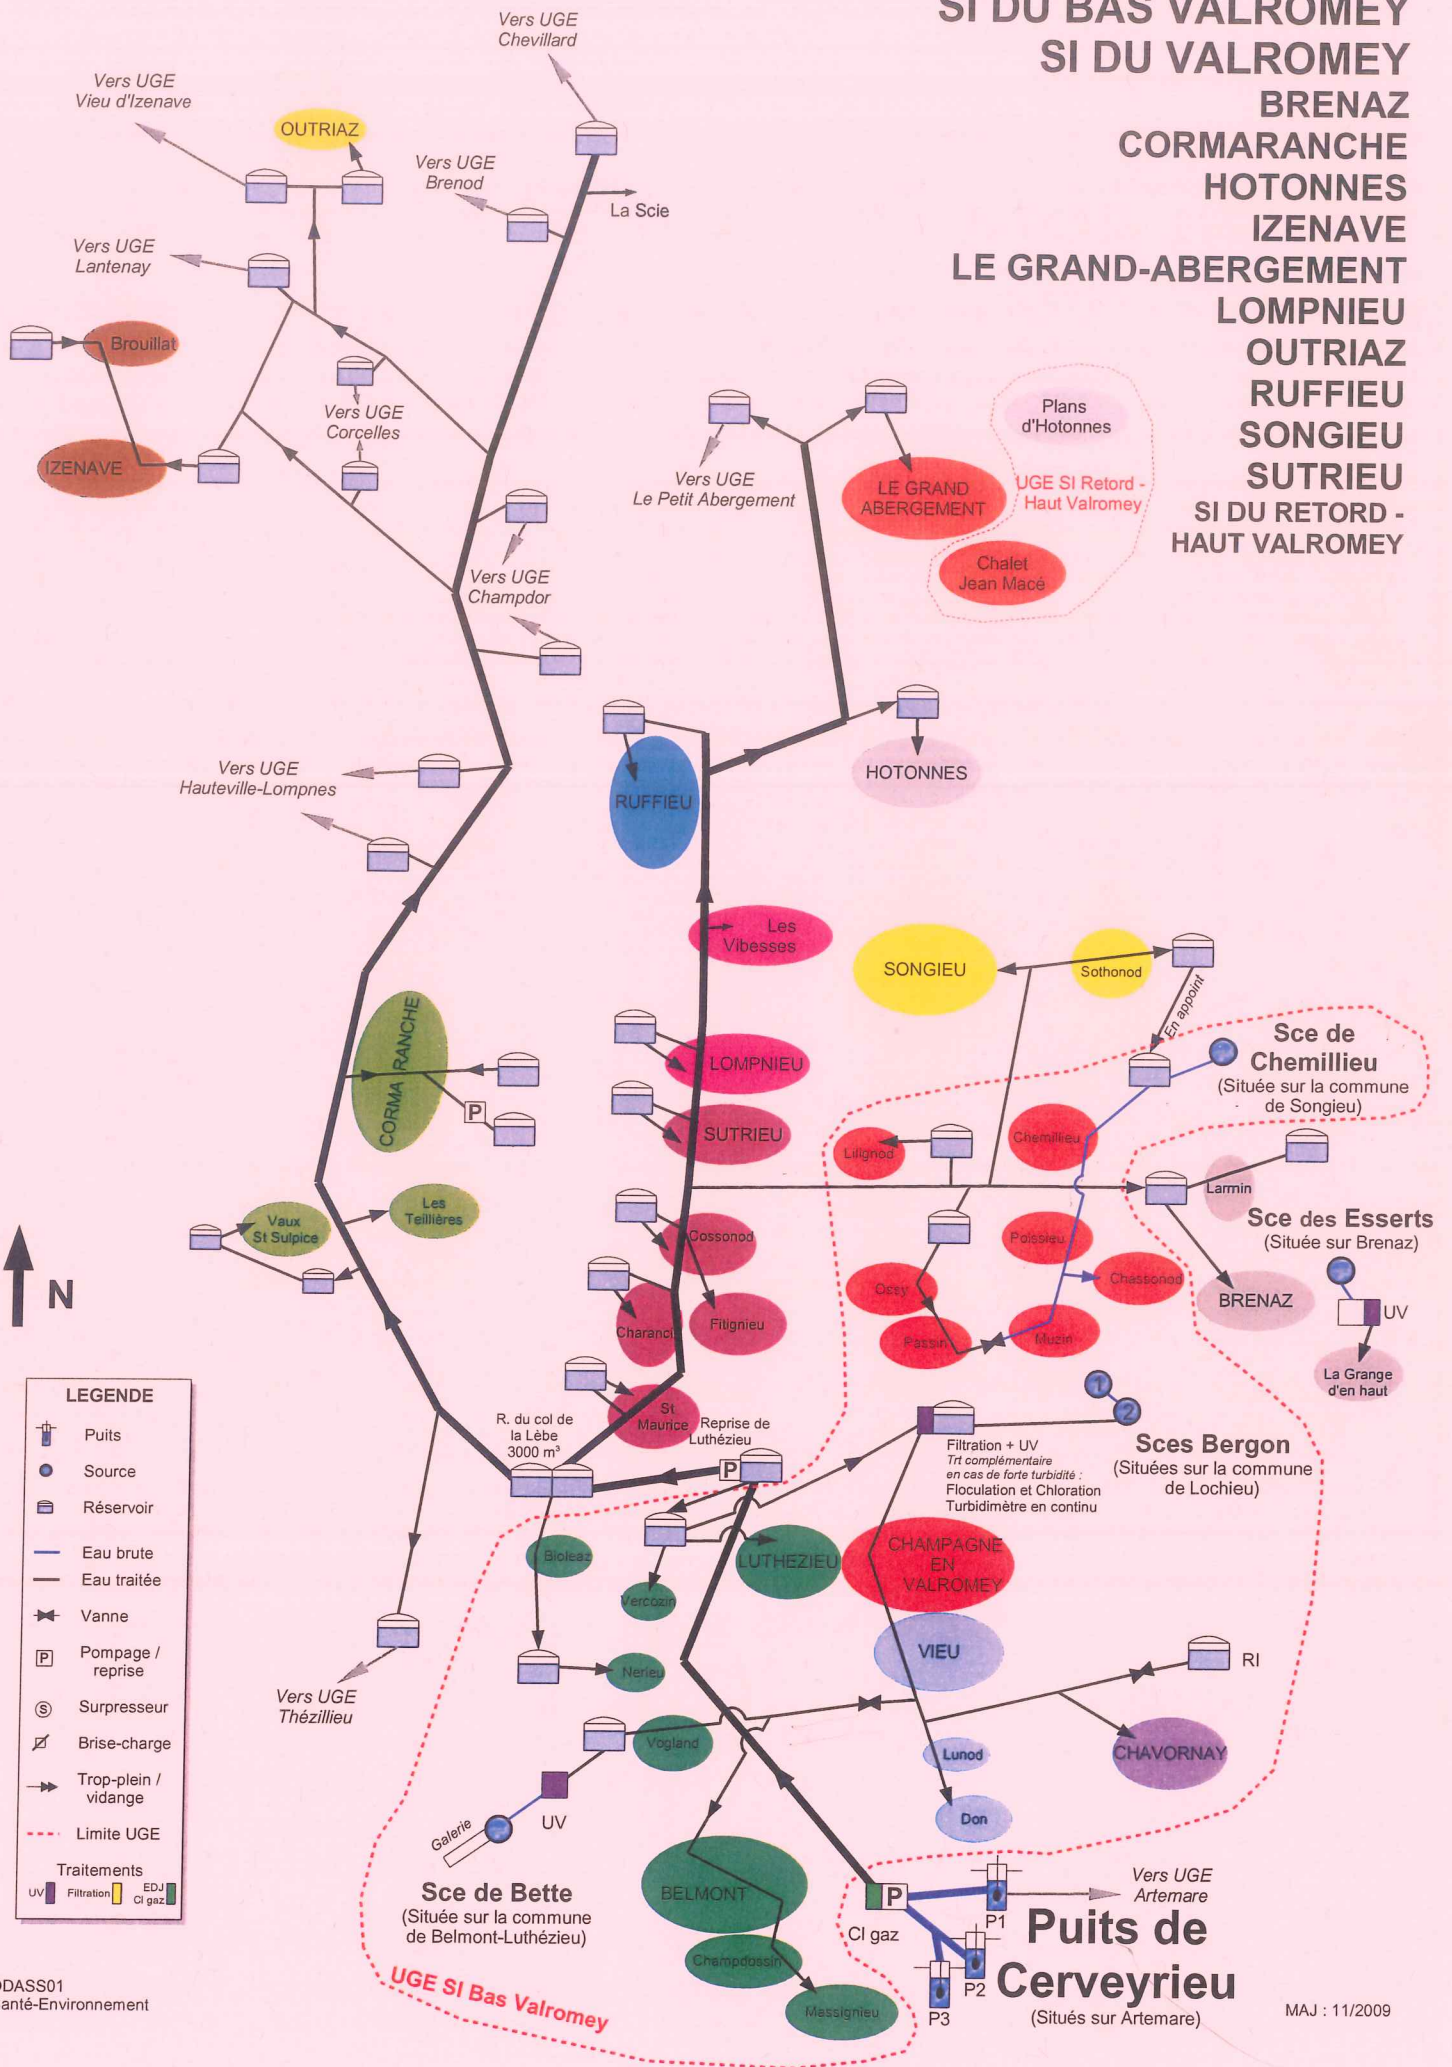 SI DU BAS VALROMEY
SI DU VALROMEY
BRENAZ
CORMARANCHE
HOTONNES
IZENAVE
LE GRAND-ABERGEMENT
LOMPNIEU
OUTRIAZ
RUFFIEU
SONGIEU
SUTRIEU
SI DU RETORD -
HAUT VALROMEY
Vers UGE
Chevillard
Vers UGE
Vieu d'Izenave
OUTRIAZ
Vers UGE
Brenod
La Scie
Vers UGE
Lantenay
Brouillat
Vers UGE
Corcelles
IZENAVE
Vers UGE
Champdor
Vers UGE
Le Petit Abergement
LE GRAND
ABERGEMENT
Plans
d'Hotonnes
UGE SI Retord -
Haut Valromey
Chalet
Jean Macé
Vers UGE
Hauteville-Lompnes
RUFFIEU
HOTONNES
Les
Vibesses
SONGIEU
Sothonod
En appoint
CORMA RANCHE
P
LOMPNIEU
SUTRIEU
Sce de
Chemillieu
(Située sur la commune
de Songieu)
Lilignod
Chemillieu
Larmin
Vaux
St Sulpice
Les
Teillières
Cossonod
Poissieu
Sce des Esserts
(Située sur Brenaz)
Charancin
Fitignieu
Ossy
Chassonod
BRENAZ
UV
Passin
Muzin
La Grange
d'en haut
N
St
Maurice
R. du col de
la Lèbe
3000 m³
Reprise de
Luthézieu
P
1
2
Filtration + UV
Trt complémentaire
en cas de forte turbidité :
Floculation et Chloration
Turbidimètre en continu
Sces Bergon
(Situées sur la commune
de Lochieu)
Bioleaz
LUTHEZIEU
Vercozin
CHAMPAGNE
EN
VALROMEY
VIEU
Nerieu
RI
Vers UGE
Thézillieu
Vogland
Lunod
CHAVORNAY
UV
Galerie
Don
Sce de Bette
(Située sur la commune
de Belmont-Luthézieu)
BELMONT
Champdossin
Massignieu
UGE SI Bas Valromey
P
Cl gaz
P1
P2
P3
Vers UGE
Artemare
Puits de
Cerveyrieu
(Situés sur Artemare)
LEGENDE
Puits
Source
Réservoir
Eau brute
Eau traitée
Vanne
P
Pompage /
reprise
S
Surpresseur
Brise-charge
Trop-plein /
vidange
Limite UGE
Traitements
UV
Filtration
EDJ
Cl gaz
DDASS01
anté-Environnement
MAJ : 11/2009